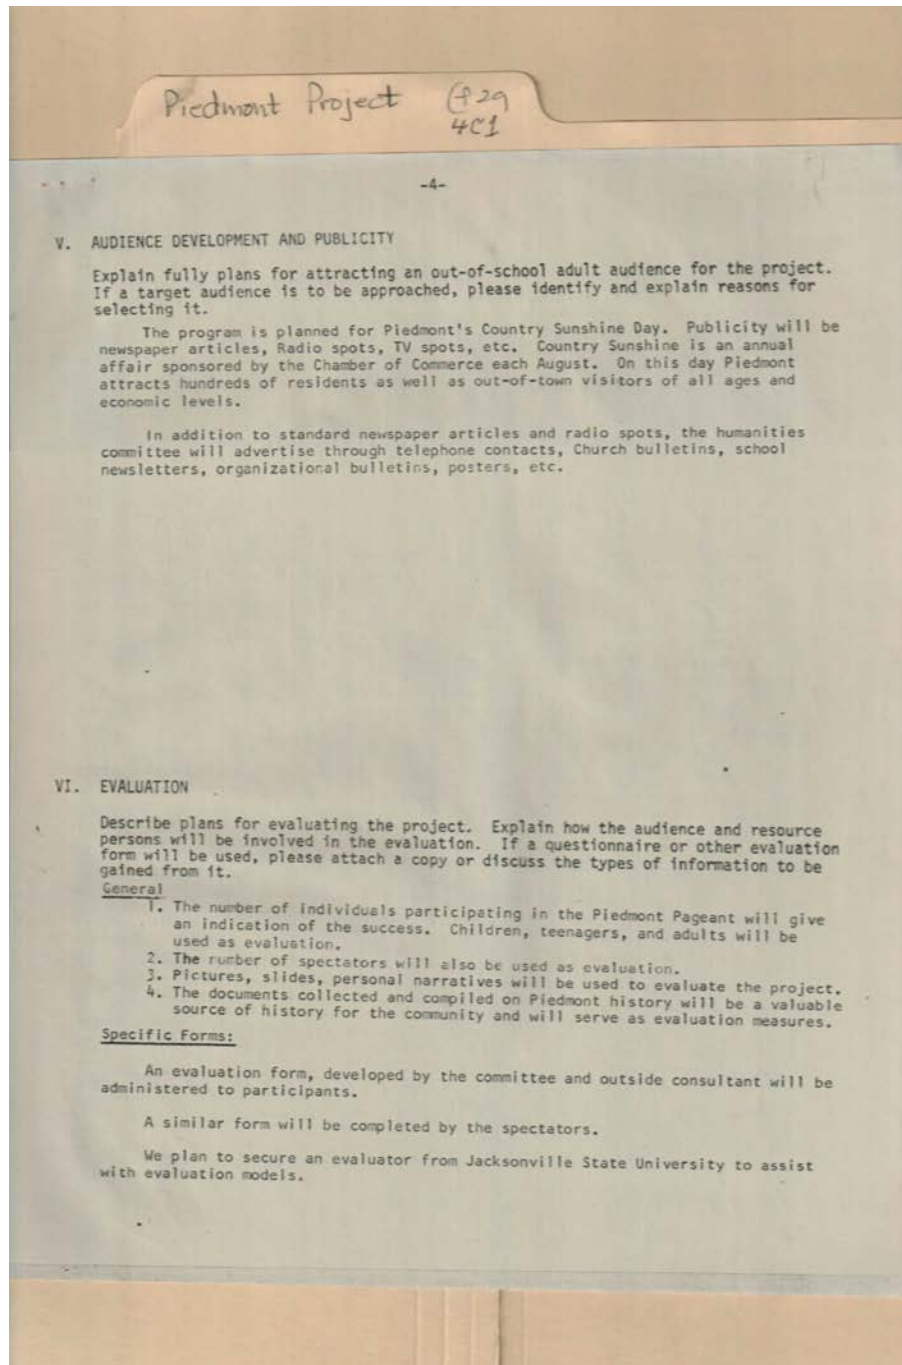 Piedmont Project
4C1
-4-
V. AUDIENCE DEVELOPMENT AND PUBLICITY
Explain fully plans for attracting an out-of-school adult audience for the project.
If a target audience is to be approached, please identify and explain reasons for
selecting it.
The program is planned for Piedmont's Country Sunshine Day. Publicity will be
newspaper articles, Radio spots, TV spots, etc. Country Sunshine is an annual
affair sponsored by the Chamber of Commerce each August. On this day Piedmont
attracts hundreds of residents as well as out-of-town visitors of all ages and
economic levels.
In addition to standard newspaper articles and radio spots, the humanities
committee will advertise through telephone contacts, Church bulletins, school
newsletters, organizational bulletins, posters, etc.
VI. EVALUATION
Describe plans for evaluating the project. Explain how the audience and resource
persons will be involved in the evaluation. If a questionnaire or other evaluation
form will be used, please attach a copy or discuss the types of information to be
gained from it.
General
1. The number of individuals participating in the Piedmont Pageant will give
an indication of the success. Children, teenagers, and adults will be
used as evaluation.
2. The number of spectators will also be used as evaluation.
3. Pictures, slides, personal narratives will be used to evaluate the project.
4. The documents collected and compiled on Piedmont history will be a valuable
source of history for the community and will serve as evaluation measures.
Specific Forms:
An evaluation form, developed by the committee and outside consultant will be
administered to participants.
A similar form will be completed by the spectators.
We plan to secure an evaluator from Jacksonville State University to assist
with evaluation models.